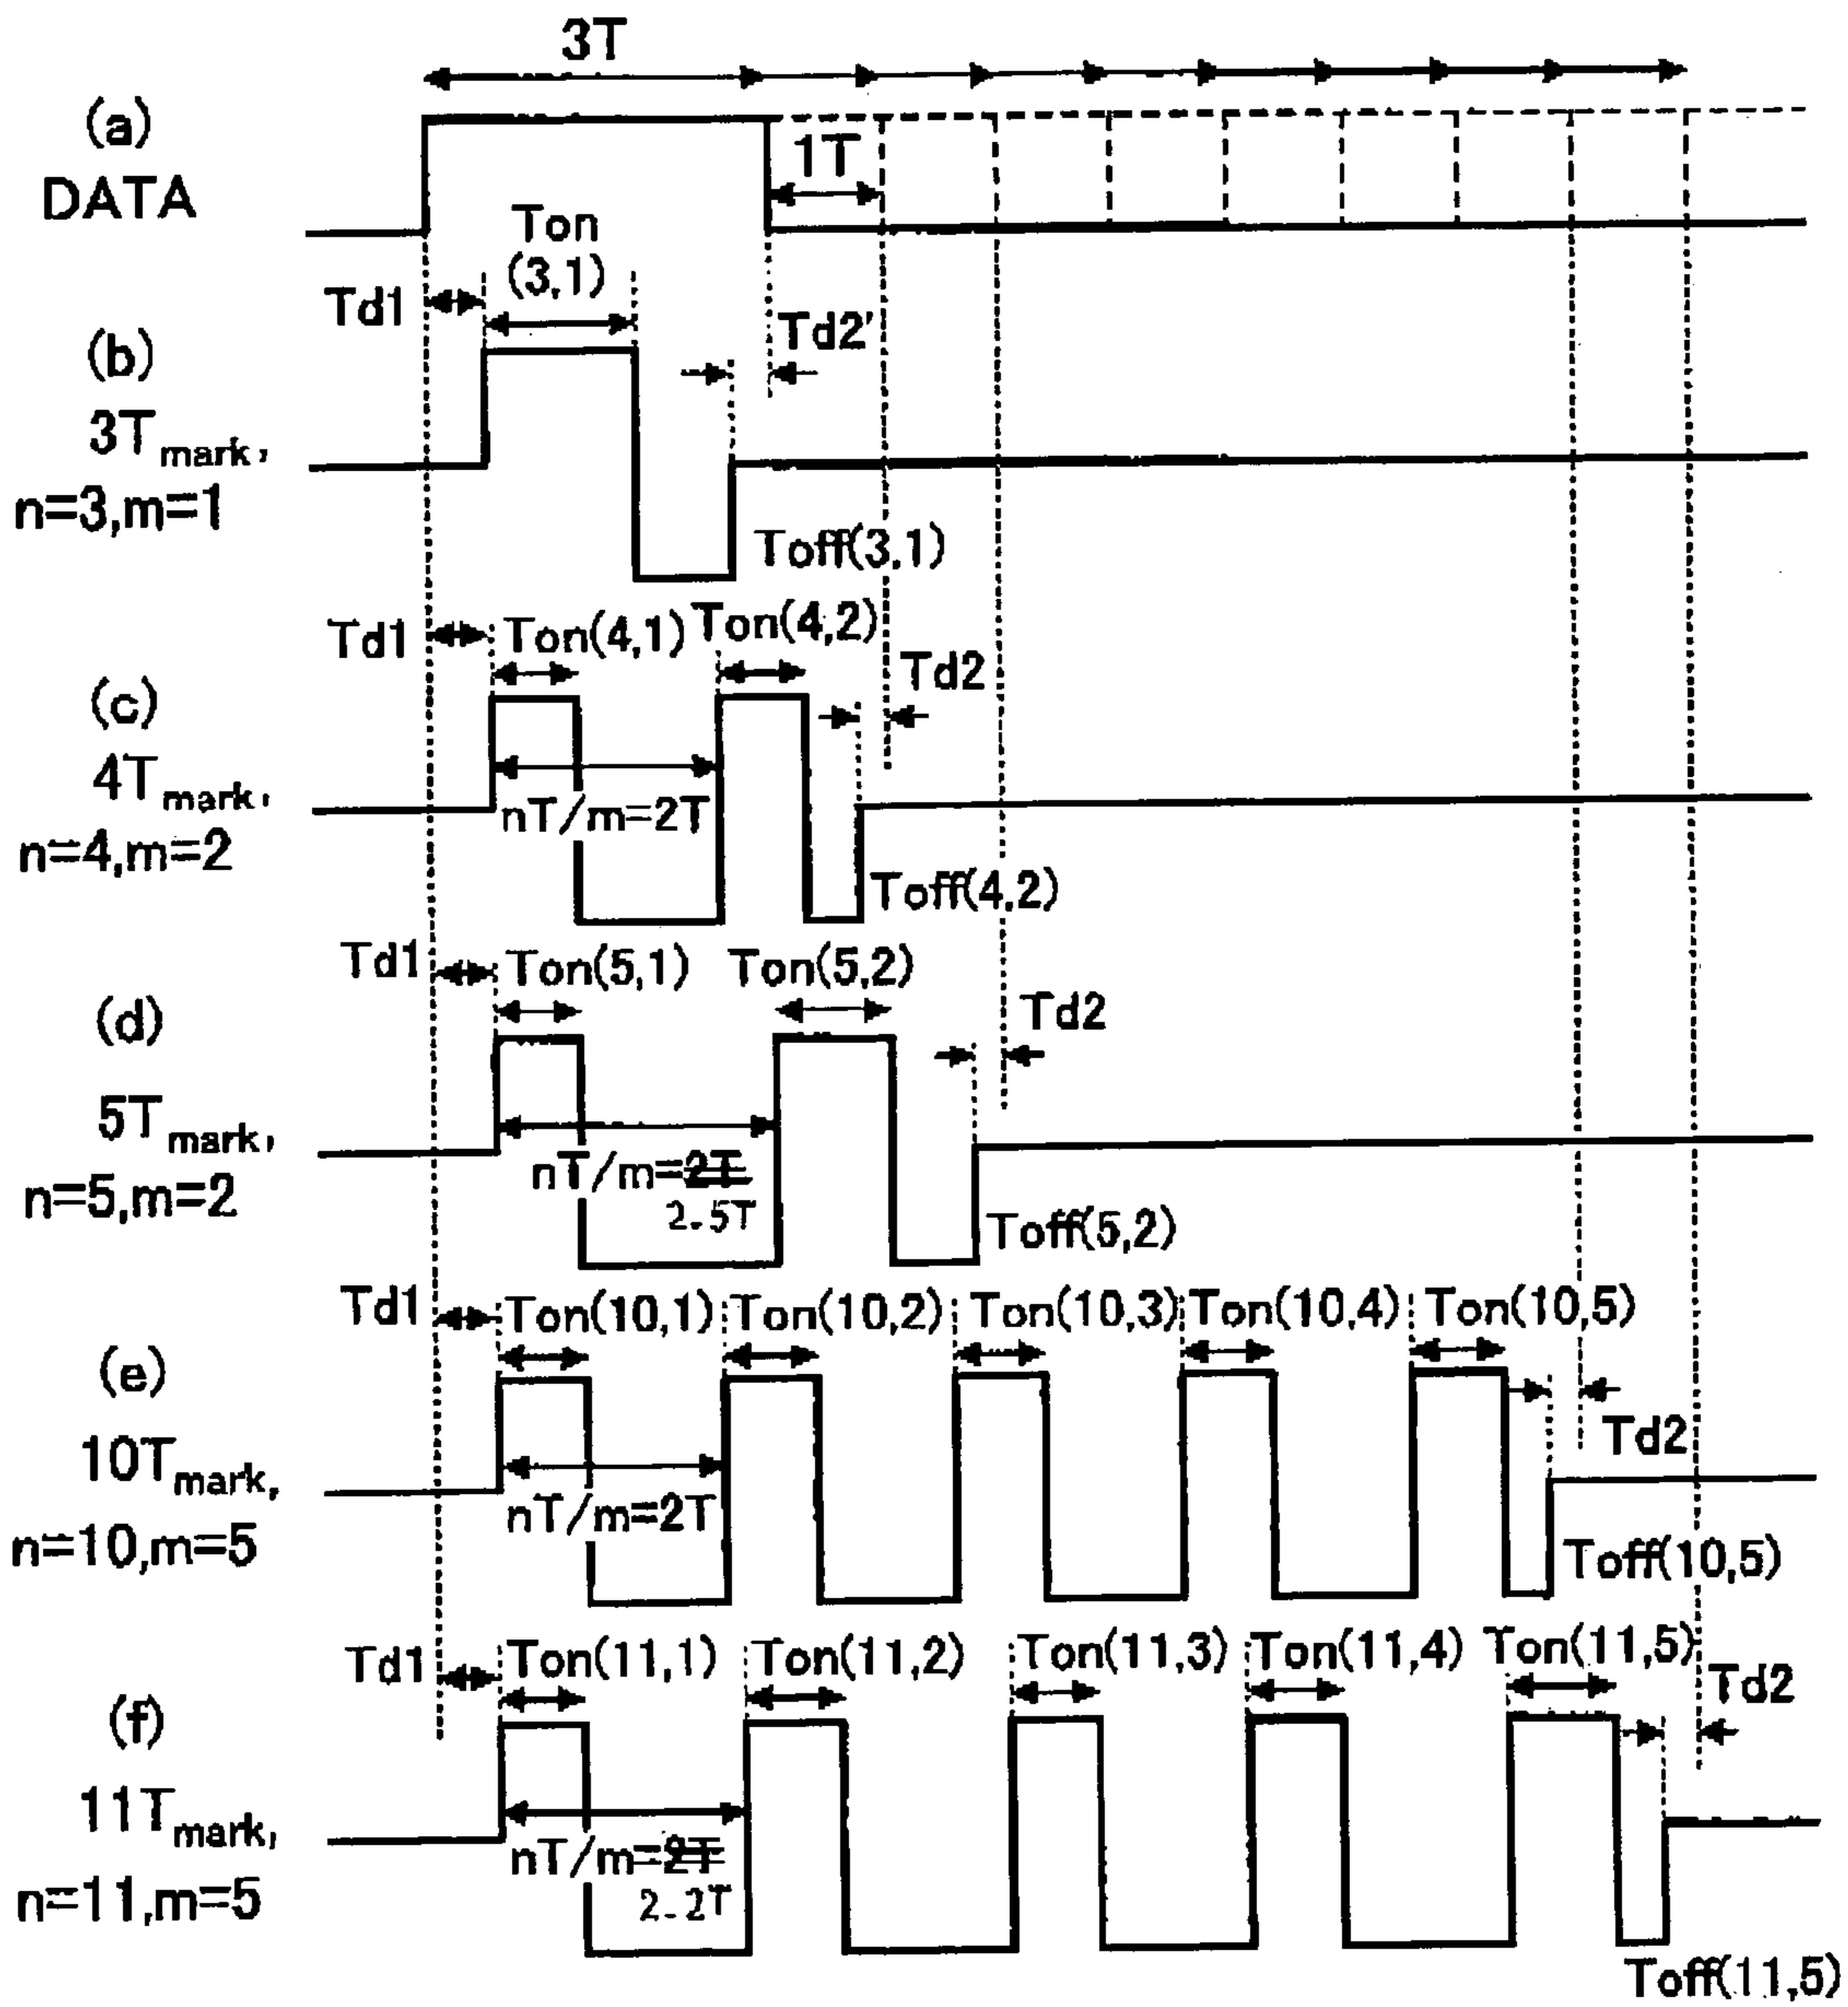 3T
(a)
DATA
1T
Ton
(3,1)
Td1
Td2'
(b)
3Tmark,
n=3,m=1
Toff(3,1)
Td1
Ton(4,1)
Ton(4,2)
Td2
(c)
4Tmark,
nT/m=2T
n=4,m=2
Toff(4,2)
Td1
Ton(5,1)
Ton(5,2)
Td2
(d)
5Tmark,
nT/m=2T
2.5T
n=5,m=2
Toff(5,2)
Td1
Ton(10,1)
Ton(10,2)
Ton(10,3)
Ton(10,4)
Ton(10,5)
(e)
Td2
10Tmark,
nT/m=2T
n=10,m=5
Toff(10,5)
Td1
Ton(11,1)
Ton(11,2)
Ton(11,3)
Ton(11,4)
Ton(11,5)
Td2
(f)
11Tmark,
nT/m=2T
2.2T
n=11,m=5
Toff(11,5)